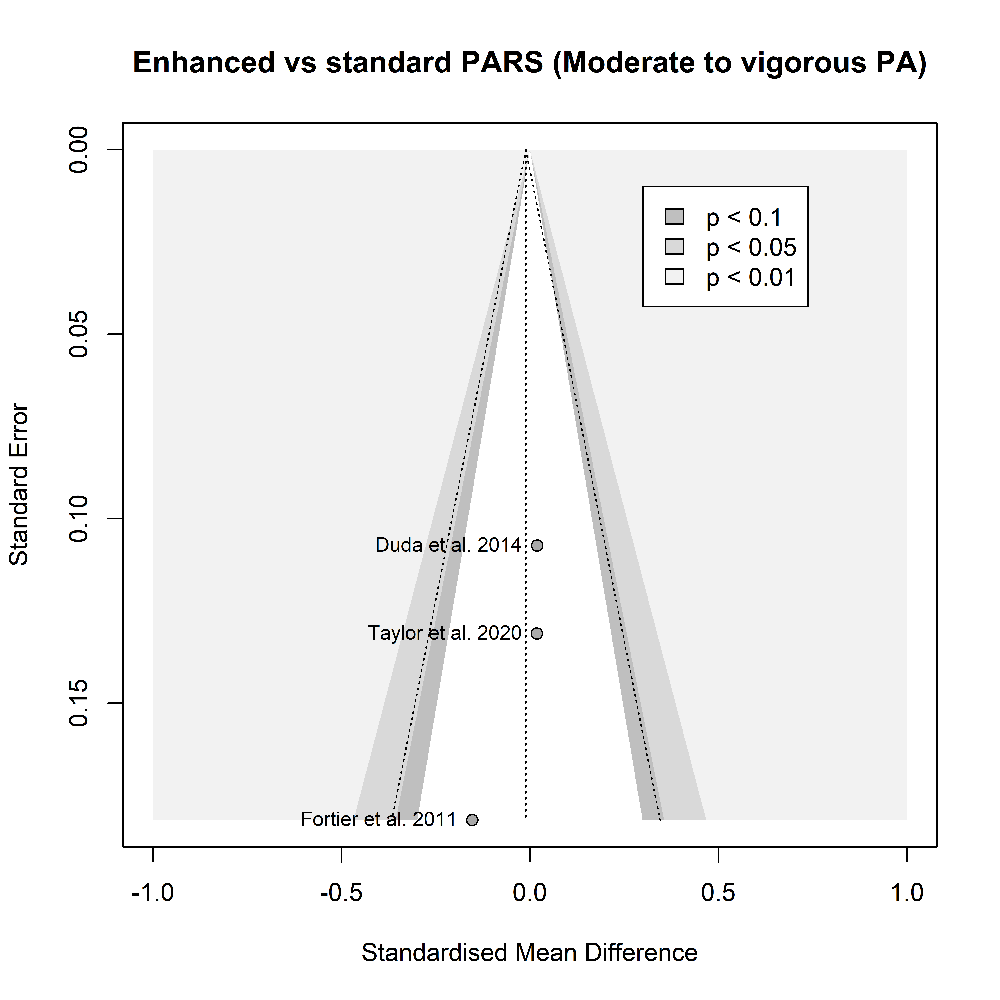 Enhanced vs standard PARS (Moderate to vigorous PA)
0.00
0.05
0.10
0.15
Standard Error
p < 0.1
p < 0.05
p < 0.01
Duda et al. 2014
Taylor et al. 2020
Fortier et al. 2011
-1.0
-0.5
0.0
0.5
1.0
Standardised Mean Difference